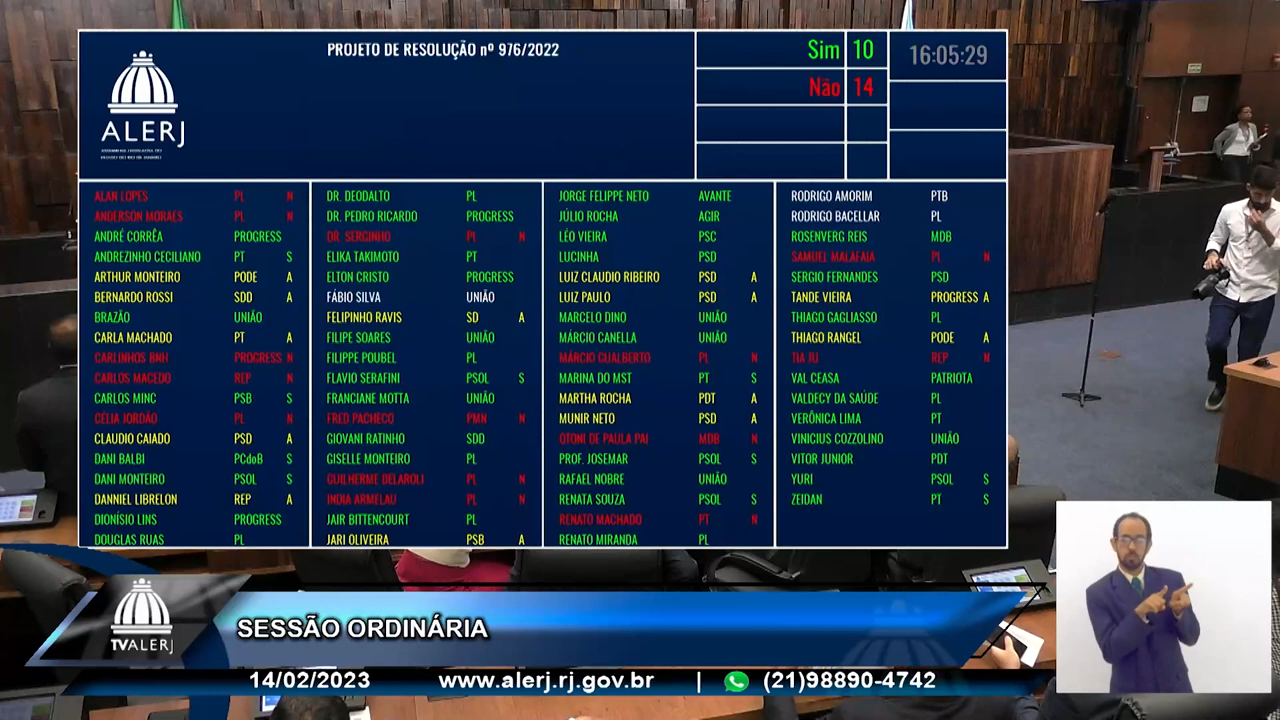 PROJETO DE RESOLUÇÃO nº 976/2022
Sim 10
Não 14
16:05:29
ALERJ
ALAN LOPES PL N
ANDERSON MORAES PL N
ANDRÉ CORRÊA PROGRESS
ANDREZINHO CECILIANO PT S
ARTHUR MONTEIRO PODE A
BERNARDO ROSSI SDD A
BRAZÃO UNIÃO
CARLA MACHADO PT A
CARLINHOS BNH PROGRESS N
CARLOS MACEDO REP N
CARLOS MINC PSB S
CÉLIA JORDÃO PL N
CLAUDIO CAIADO PSD A
DANI BALBI PCdoB S
DANI MONTEIRO PSOL S
DANNIEL LIBRELON REP A
DIONÍSIO LINS PROGRESS
DOUGLAS RUAS PL
DR. DEODALTO PL
DR. PEDRO RICARDO PROGRESS
DR. SERGINHO PL N
ELIKA TAKIMOTO PT
ELTON CRISTO PROGRESS
FÁBIO SILVA UNIÃO
FELIPINHO RAVIS SD A
FILIPE SOARES UNIÃO
FILIPPE POUBEL PL
FLAVIO SERAFINI PSOL S
FRANCIANE MOTTA UNIÃO
FRED PACHECO PMN N
GIOVANI RATINHO SDD
GISELLE MONTEIRO PL
GUILHERME DELAROLI PL N
INDIA ARMELAU PL N
JAIR BITTENCOURT PL
JARI OLIVEIRA PSB A
JORGE FELIPPE NETO AVANTE
JÚLIO ROCHA AGIR
LÉO VIEIRA PSC
LUCINHA PSD
LUIZ CLAUDIO RIBEIRO PSD A
LUIZ PAULO PSD A
MARCELO DINO UNIÃO
MÁRCIO CANELLA UNIÃO
MÁRCIO GUALBERTO PL N
MARINA DO MST PT S
MARTHA ROCHA PDT A
MUNIR NETO PSD A
OTONI DE PAULA PAI MDB N
PROF. JOSEMAR PSOL S
RAFAEL NOBRE UNIÃO
RENATA SOUZA PSOL S
RENATO MACHADO PT N
RENATO MIRANDA PL
RODRIGO AMORIM PTB
RODRIGO BACELLAR PL
ROSENVERG REIS MDB
SAMUEL MALAFAIA PL N
SERGIO FERNANDES PSD
TANDE VIEIRA PROGRESS A
THIAGO GAGLIASSO PL
THIAGO RANGEL PODE A
TIA JU REP N
VAL CEASA PATRIOTA
VALDECY DA SAÚDE PL
VERÔNICA LIMA PT
VINICIUS COZZOLINO UNIÃO
VITOR JUNIOR PDT
YURI PSOL S
ZEIDAN PT S
TVALERJ
SESSÃO ORDINÁRIA
14/02/2023 www.alerj.rj.gov.br | (21)98890-4742